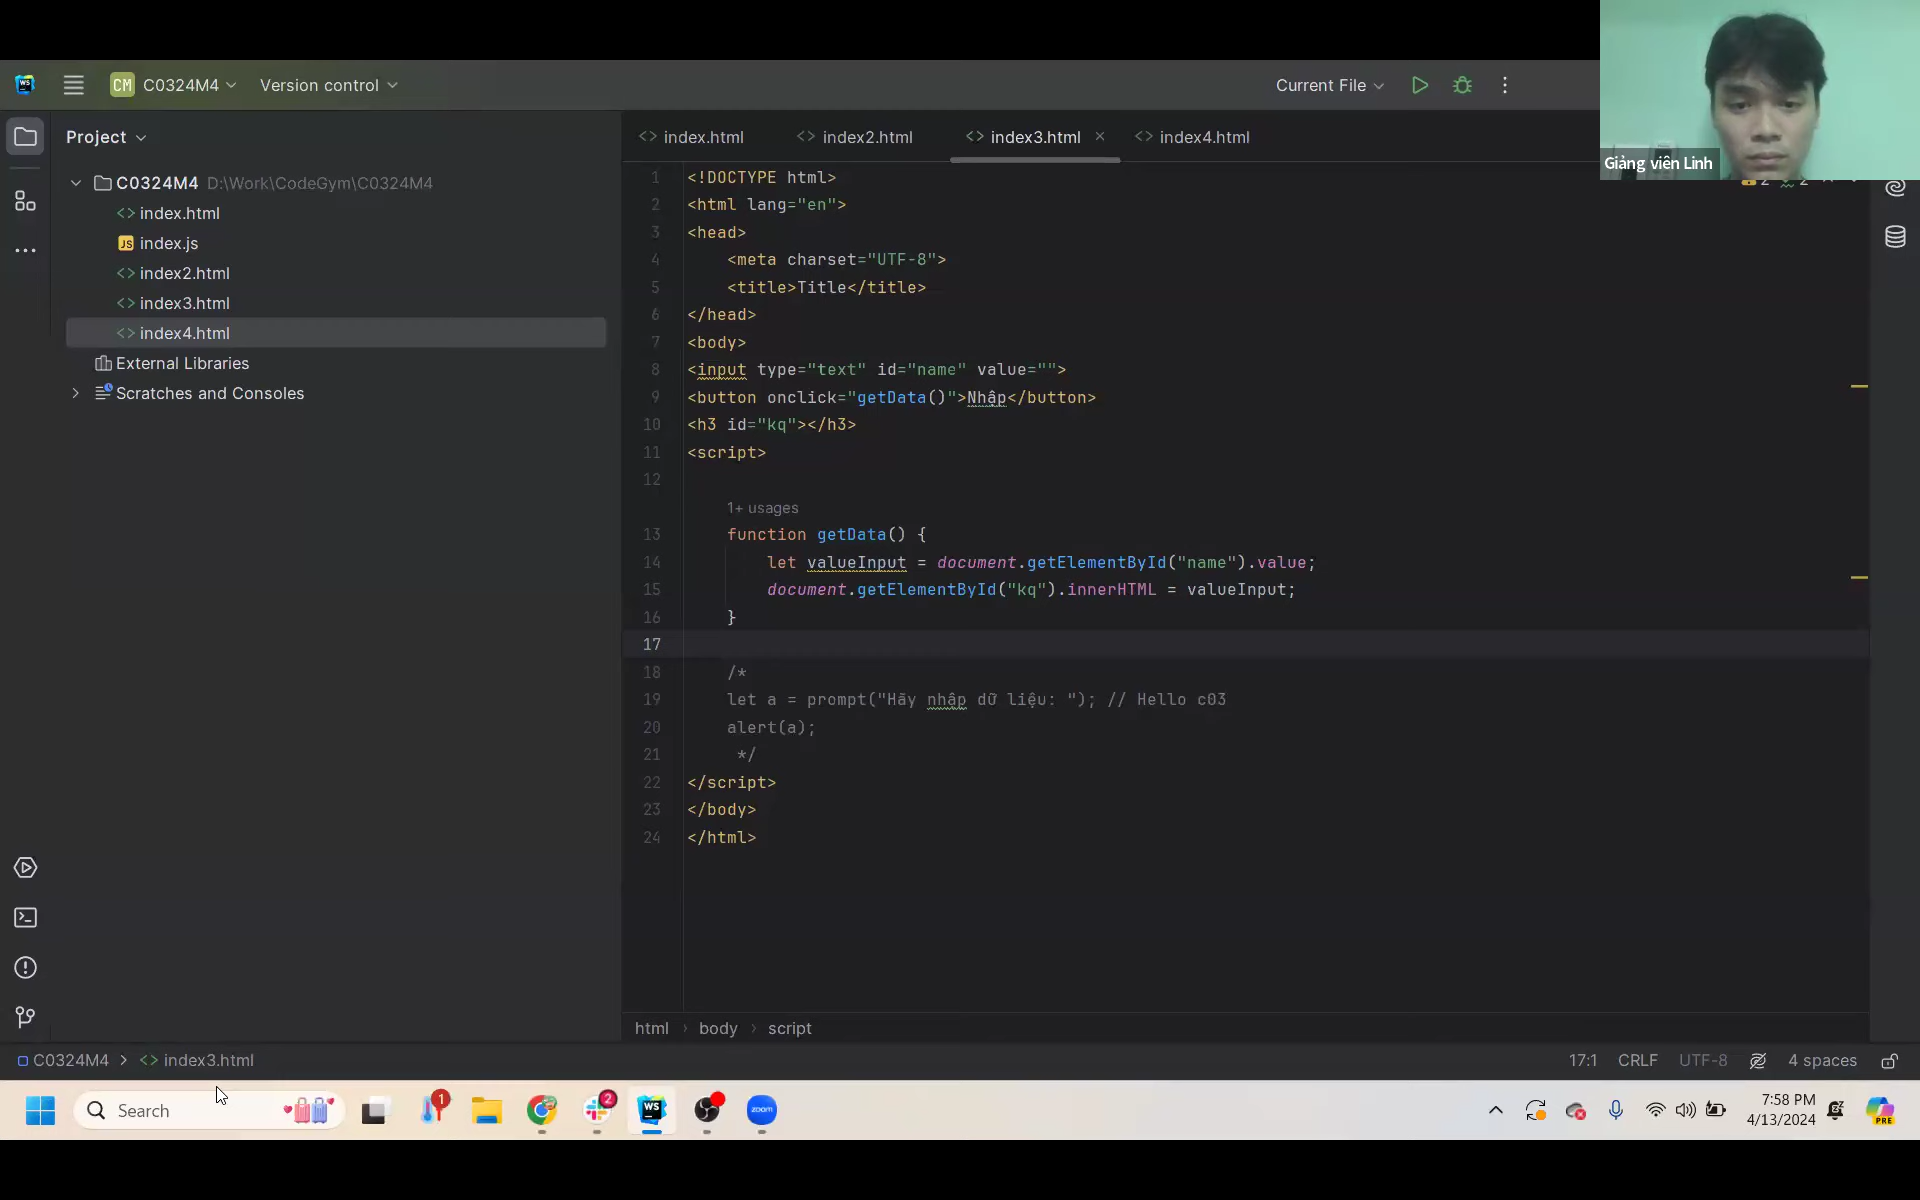 CM C0324M4 Version control Current File
Giảng viên Linh
Project
C0324M4 D:\Work\CodeGym\C0324M4
index.html
index.js
index2.html
index3.html
index4.html
External Libraries
Scratches and Consoles
index.html index2.html index3.html index4.html
1 <!DOCTYPE html>
2 <html lang="en">
3 <head>
4 <meta charset="UTF-8">
5 <title>Title</title>
6 </head>
7 <body>
8 <input type="text" id="name" value="">
9 <button onclick="getData()">Nhập</button>
10 <h3 id="kq"></h3>
11 <script>
12
1+ usages
13 function getData() {
14 let valueInput = document.getElementById("name").value;
15 document.getElementById("kq").innerHTML = valueInput;
16 }
17
18 /*
19 let a = prompt("Hãy nhập dữ liệu: "); // Hello c03
20 alert(a);
21 */
22 </script>
23 </body>
24 </html>
html body script
C0324M4 index3.html 17:1 CRLF UTF-8 4 spaces
Search 1 2 WS zoom 7:58 PM
4/13/2024
PRE